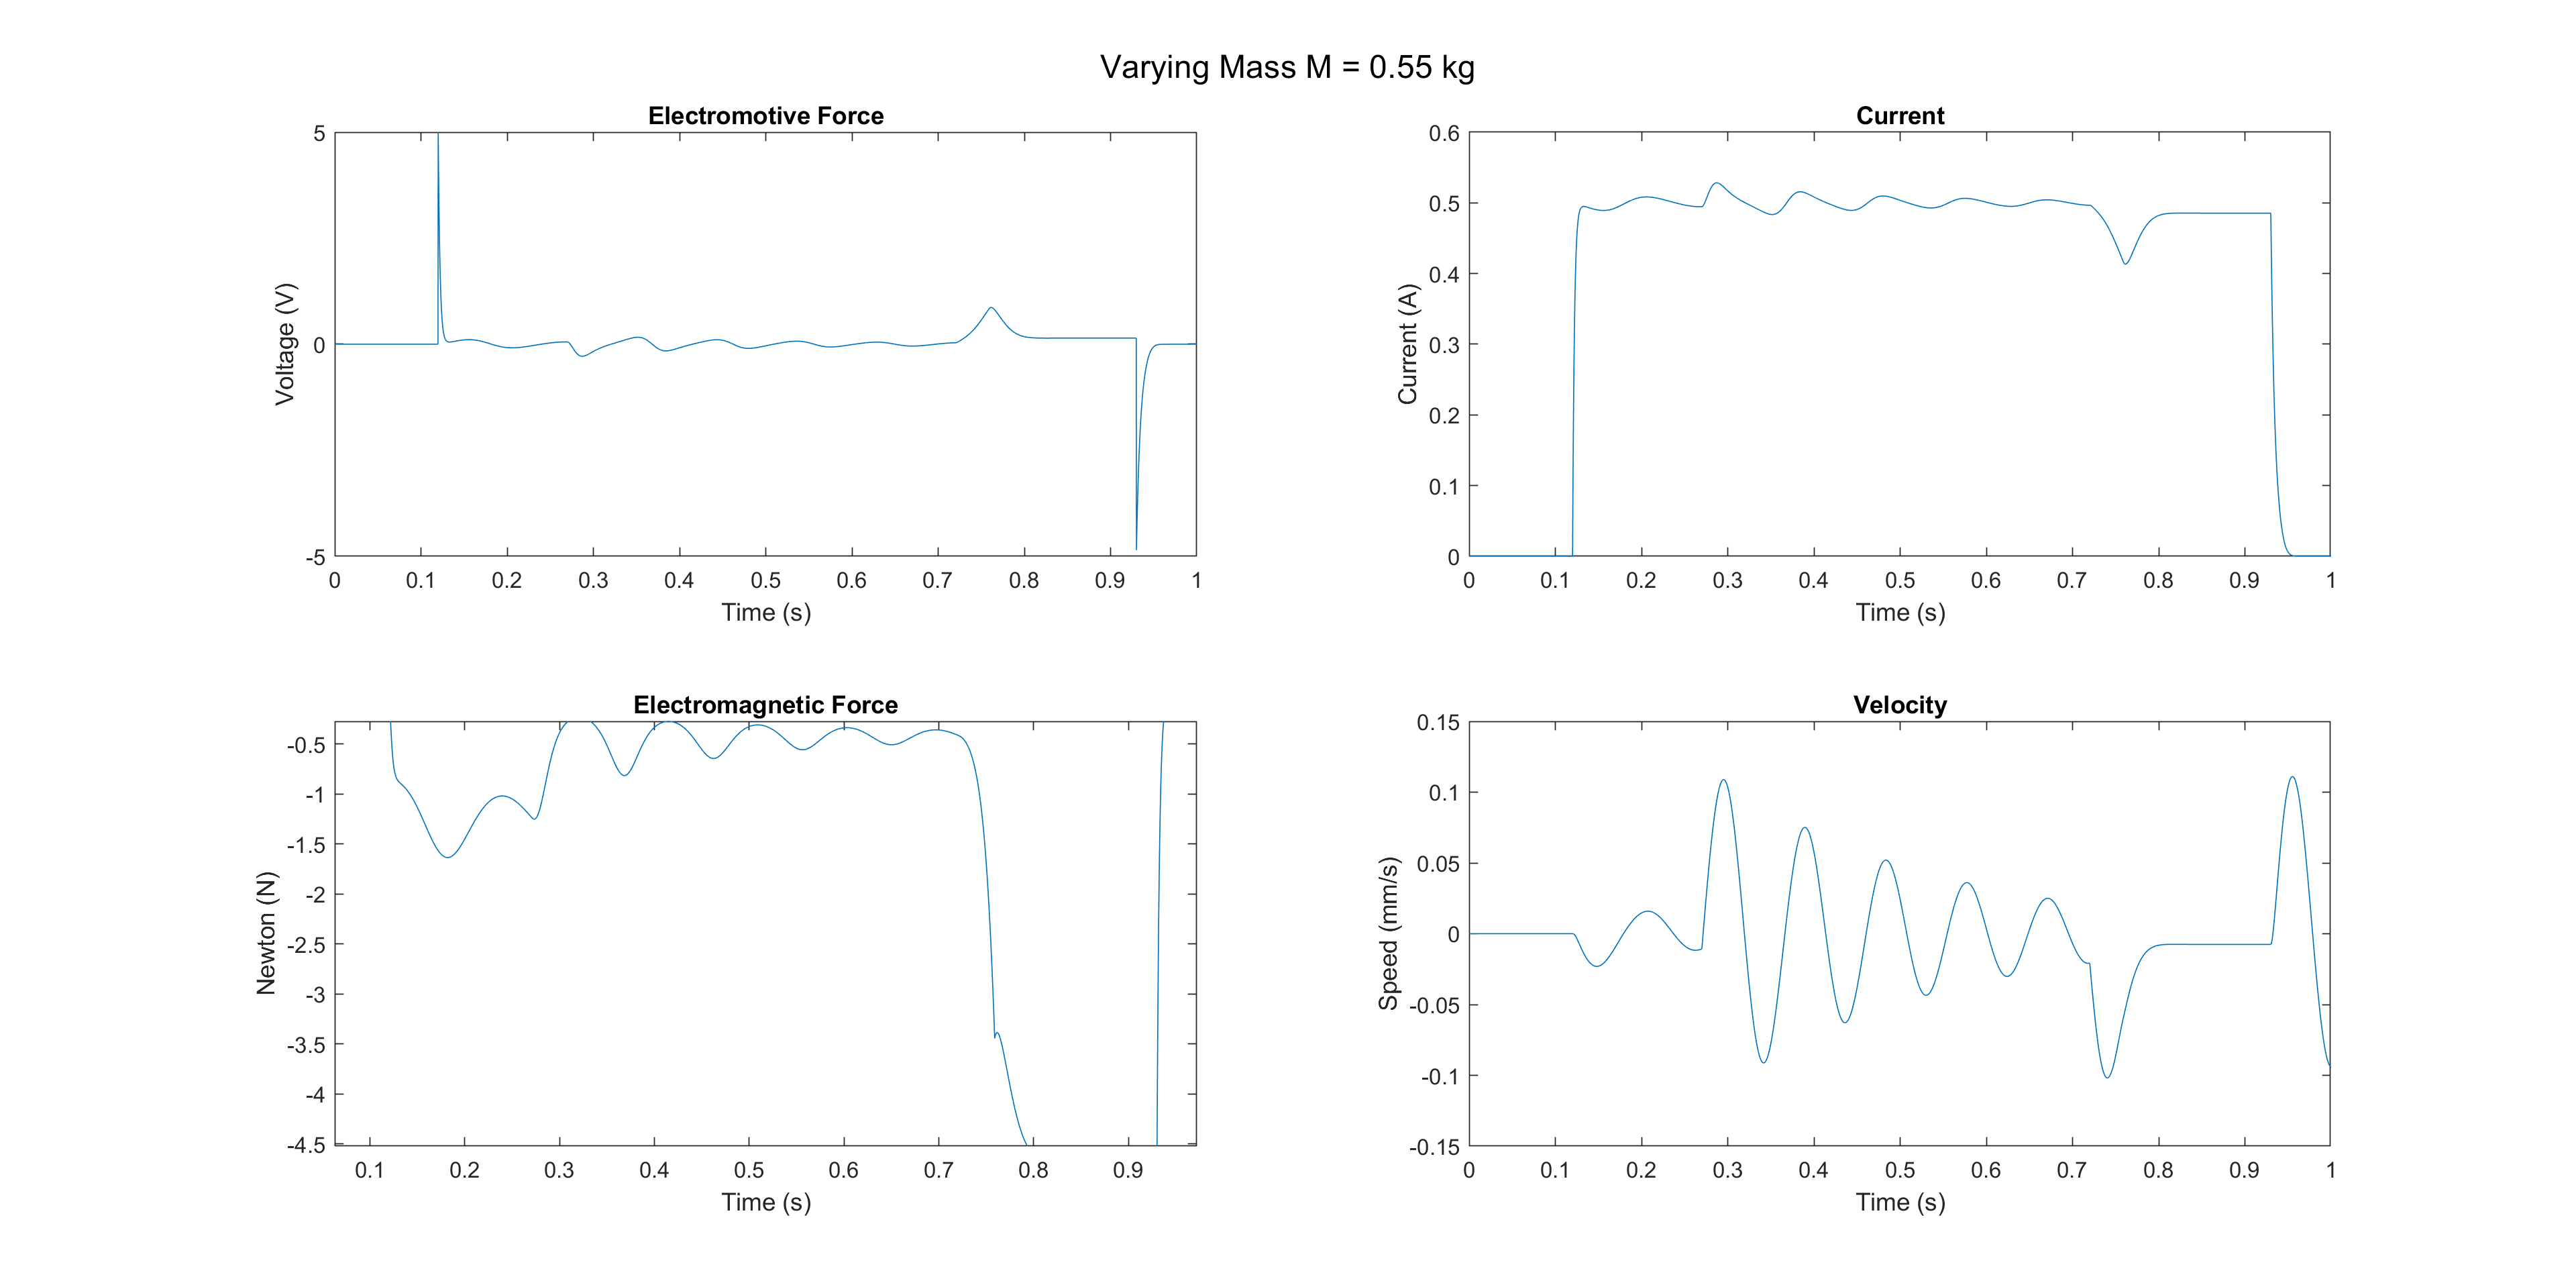 Varying Mass M = 0.55 kg
Electromotive Force
5
0
-5
Voltage (V)
0 0.1 0.2 0.3 0.4 0.5 0.6 0.7 0.8 0.9 1
Time (s)
Current
0.6
0.5
0.4
0.3
0.2
0.1
0
Current (A)
0 0.1 0.2 0.3 0.4 0.5 0.6 0.7 0.8 0.9 1
Time (s)
Electromagnetic Force
-0.5
-1
-1.5
-2
-2.5
-3
-3.5
-4
-4.5
Newton (N)
0.1 0.2 0.3 0.4 0.5 0.6 0.7 0.8 0.9
Time (s)
Velocity
0.15
0.1
0.05
0
-0.05
-0.1
-0.15
Speed (mm/s)
0 0.1 0.2 0.3 0.4 0.5 0.6 0.7 0.8 0.9 1
Time (s)